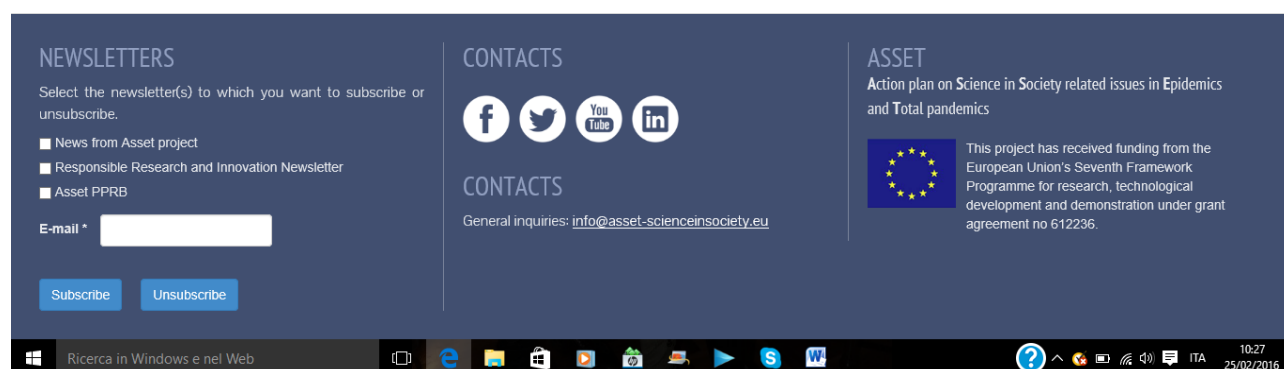 NEWSLETTERS
Select the newsletter(s) to which you want to subscribe or
unsubscribe.
News from Asset project
Responsible Research and Innovation Newsletter
Asset PPRB
E-mail *
Subscribe
Unsubscribe
CONTACTS
You
Tube
CONTACTS
General inquiries: info@asset-scienceinsociety.eu
ASSET
Action plan on Science in Society related issues in Epidemics
and Total pandemics
This project has received funding from the
European Union's Seventh Framework
Programme for research, technological
development and demonstration under grant
agreement no 612236.
Ricerca in Windows e nel Web
ITA
10:27
25/02/2016